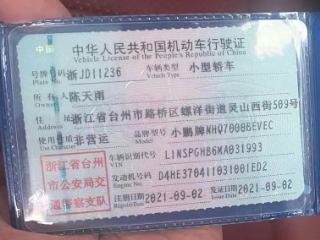 中国 中华人民共和国机动车行驶证
Vehicle License of the People's Republic of China
号牌号码 浙JD11236 车辆类型 小型轿车
Plate No. Vehicle Type
所有人 陈天雨
Owner
住址 浙江省台州市路桥区螺洋街道灵山西街509号
Address
使用性质 非营运 品牌型号 小鹏牌NHQ7000BEVEC
浙江省台州市公安局交通警察支队
车辆识别代号 L1NSPGHB6MA031993
VIN
发动机号码 D4HE370411031001ED2
Engine No.
注册日期 2021-09-02 发证日期 2021-09-02
Register Date Issue Date